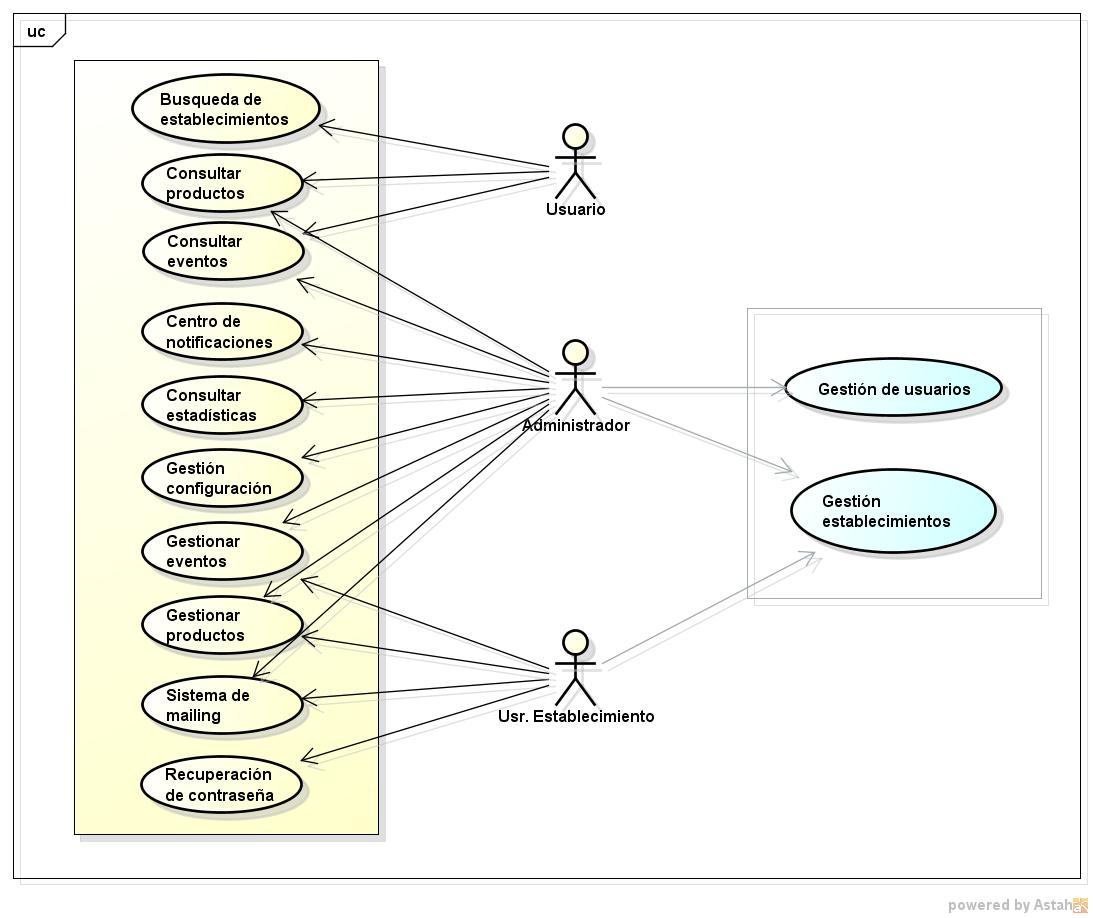 uc
Busqueda de
establecimientos
Consultar
productos
Consultar
eventos
Centro de
notificaciones
Consultar
estadísticas
Gestión
configuración
Gestionar
eventos
Gestionar
productos
Sistema de
mailing
Recuperación
de contraseña
Usuario
Administrador
Usr. Establecimiento
Gestión de usuarios
Gestión
establecimientos
powered by Astah